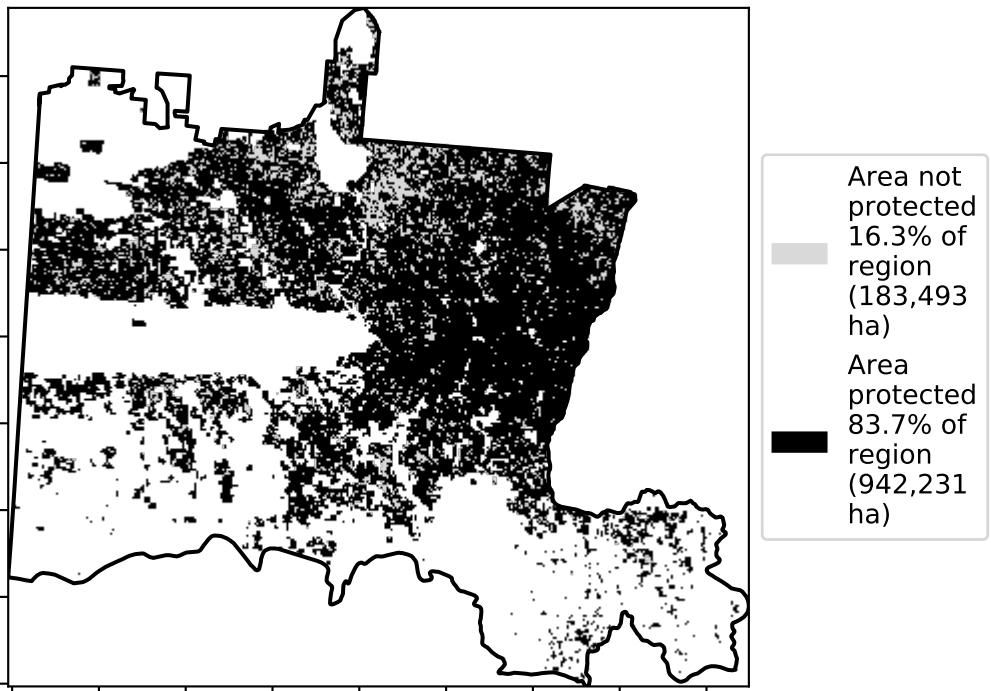 Area not
protected
16.3% of
region
(183,493
ha)
Area
protected
83.7% of
region
(942,231
ha)